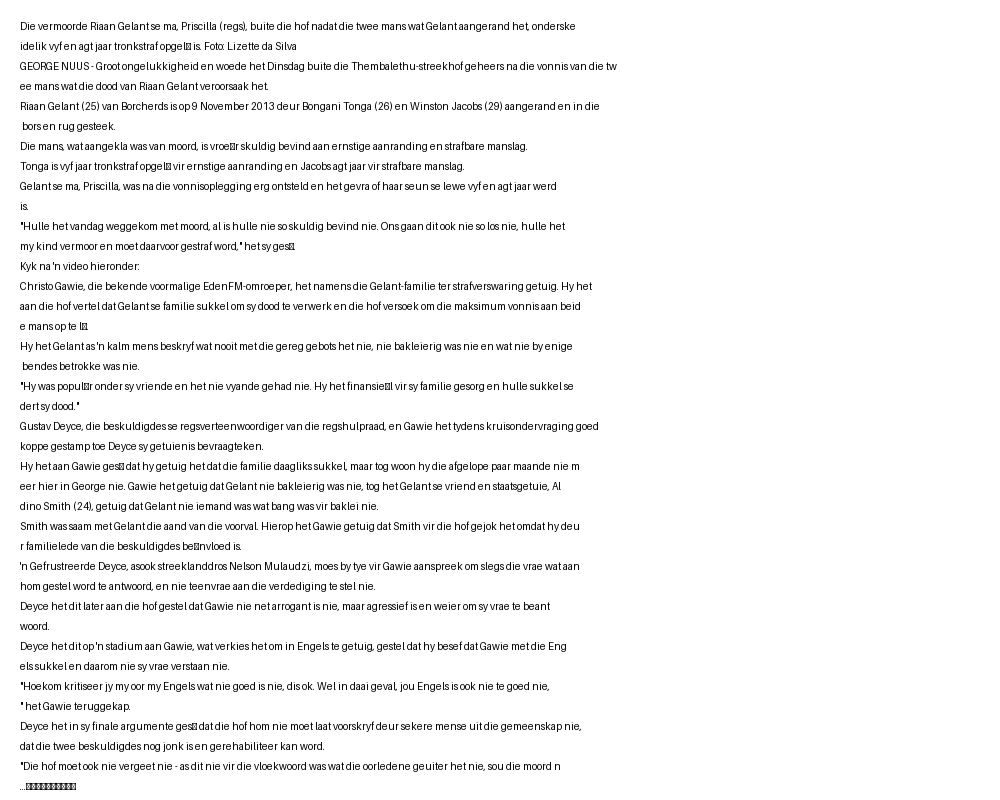 Die vermoorde Riaan Gelant se ma, Priscilla (regs), buite die hof nadat die twee mans wat Gelant aangerand het, onderske
idelik vyf en agt jaar tronkstraf opgel□ is. Foto: Lizette da Silva
GEORGE NUUS - Groot ongelukkigheid en woede het Dinsdag buite die Thembalethu-streekhof geheers na die vonnis van die tw
ee mans wat die dood van Riaan Gelant veroorsaak het.
Riaan Gelant (25) van Borcherds is op 9 November 2013 deur Bongani Tonga (26) en Winston Jacobs (29) aangerand en in die
bors en rug gesteek.
Die mans, wat aangekla was van moord, is vroe□r skuldig bevind aan ernstige aanranding en strafbare manslag.
Tonga is vyf jaar tronkstraf opgel□ vir ernstige aanranding en Jacobs agt jaar vir strafbare manslag.
Gelant se ma, Priscilla, was na die vonnisoplegging erg ontsteld en het gevra of haar seun se lewe vyf en agt jaar werd
is.
"Hulle het vandag weggekom met moord, al is hulle nie so skuldig bevind nie. Ons gaan dit ook nie so los nie, hulle het
my kind vermoor en moet daarvoor gestraf word," het sy ges□.
Kyk na 'n video hieronder:
Christo Gawie, die bekende voormalige Eden FM-omroeper, het namens die Gelant-familie ter strafverswaring getuig. Hy het
aan die hof vertel dat Gelant se familie sukkel om sy dood te verwerk en die hof versoek om die maksimum vonnis aan beid
e mans op te l□.
Hy het Gelant as 'n kalm mens beskryf wat nooit met die gereg gebots het nie, nie bakleierig was nie en wat nie by enige
bendes betrokke was nie.
"Hy was popul□r onder sy vriende en het nie vyande gehad nie. Hy het finansie□l vir sy familie gesorg en hulle sukkel se
dert sy dood."
Gustav Deyce, die beskuldigdes se regsverteenwoordiger van die regshulpraad, en Gawie het tydens kruisondervraging goed
koppe gestamp toe Deyce sy getuienis bevraagteken.
Hy het aan Gawie ges□ dat hy getuig het dat die familie daagliks sukkel, maar tog woon hy die afgelope paar maande nie m
eer hier in George nie. Gawie het getuig dat Gelant nie bakleierig was nie, tog het Gelant se vriend en staatsgetuie, Al
dino Smith (24), getuig dat Gelant nie iemand was wat bang was vir baklei nie.
Smith was saam met Gelant die aand van die voorval. Hierop het Gawie getuig dat Smith vir die hof gejok het omdat hy deu
r familielede van die beskuldigdes be□nvloed is.
'n Gefrustreerde Deyce, asook streeklanddros Nelson Mulaudzi, moes by tye vir Gawie aanspreek om slegs die vrae wat aan
hom gestel word te antwoord, en nie teenvrae aan die verdediging te stel nie.
Deyce het dit later aan die hof gestel dat Gawie nie net arrogant is nie, maar agressief is en weier om sy vrae te beant
woord.
Deyce het dit op 'n stadium aan Gawie, wat verkies het om in Engels te getuig, gestel dat hy besef dat Gawie met die Eng
els sukkel en daarom nie sy vrae verstaan nie.
"Hoekom kritiseer jy my oor my Engels wat nie goed is nie, dis ok. Wel in daai geval, jou Engels is ook nie te goed nie,
" het Gawie teruggekap.
Deyce het in sy finale argumente ges□ dat die hof hom nie moet laat voorskryf deur sekere mense uit die gemeenskap nie,
dat die twee beskuldigdes nog jonk is en gerehabiliteer kan word.
"Die hof moet ook nie vergeet nie - as dit nie vir die vloekwoord was wat die oorledene geuiter het nie, sou die moord n
...□□□□□□□□□□